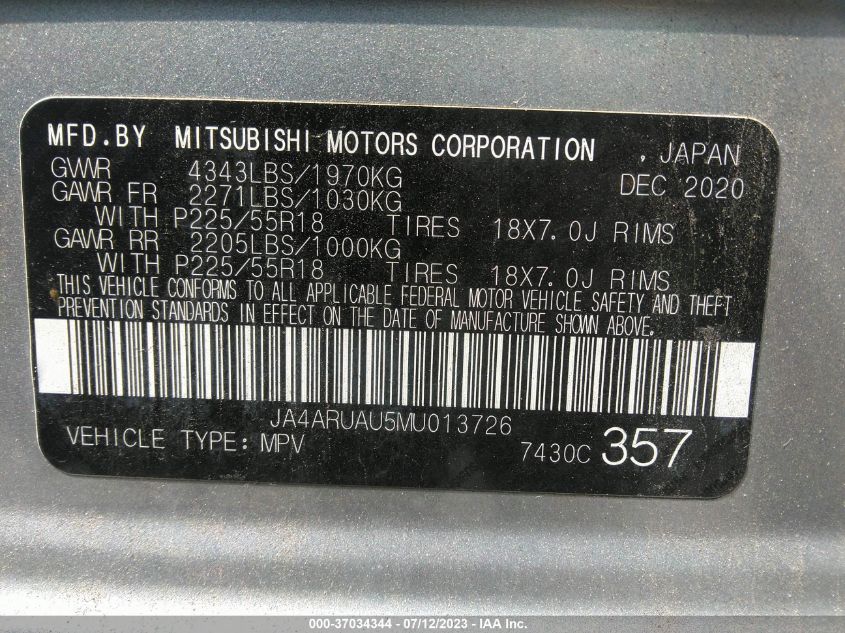 MFD.BY MITSUBISHI MOTORS CORPORATION , JAPAN
GVWR 4343LBS/1970KG DEC 2020
GAWR FR 2271LBS/1030KG
WITH P225/55R18 TIRES 18X7.0J RIMS
GAWR RR 2205LBS/1000KG
WITH P225/55R18 TIRES 18X7.0J RIMS
THIS VEHICLE CONFORMS TO ALL APPLICABLE FEDERAL MOTOR VEHICLE SAFETY AND THEFT
PREVENTION STANDARDS IN EFFECT ON THE DATE OF MANUFACTURE SHOWN ABOVE.
JA4ARUAU5MU013726
VEHICLE TYPE: MPV 7430C 357
000-37034344 - 07/12/2023 - IAA Inc.